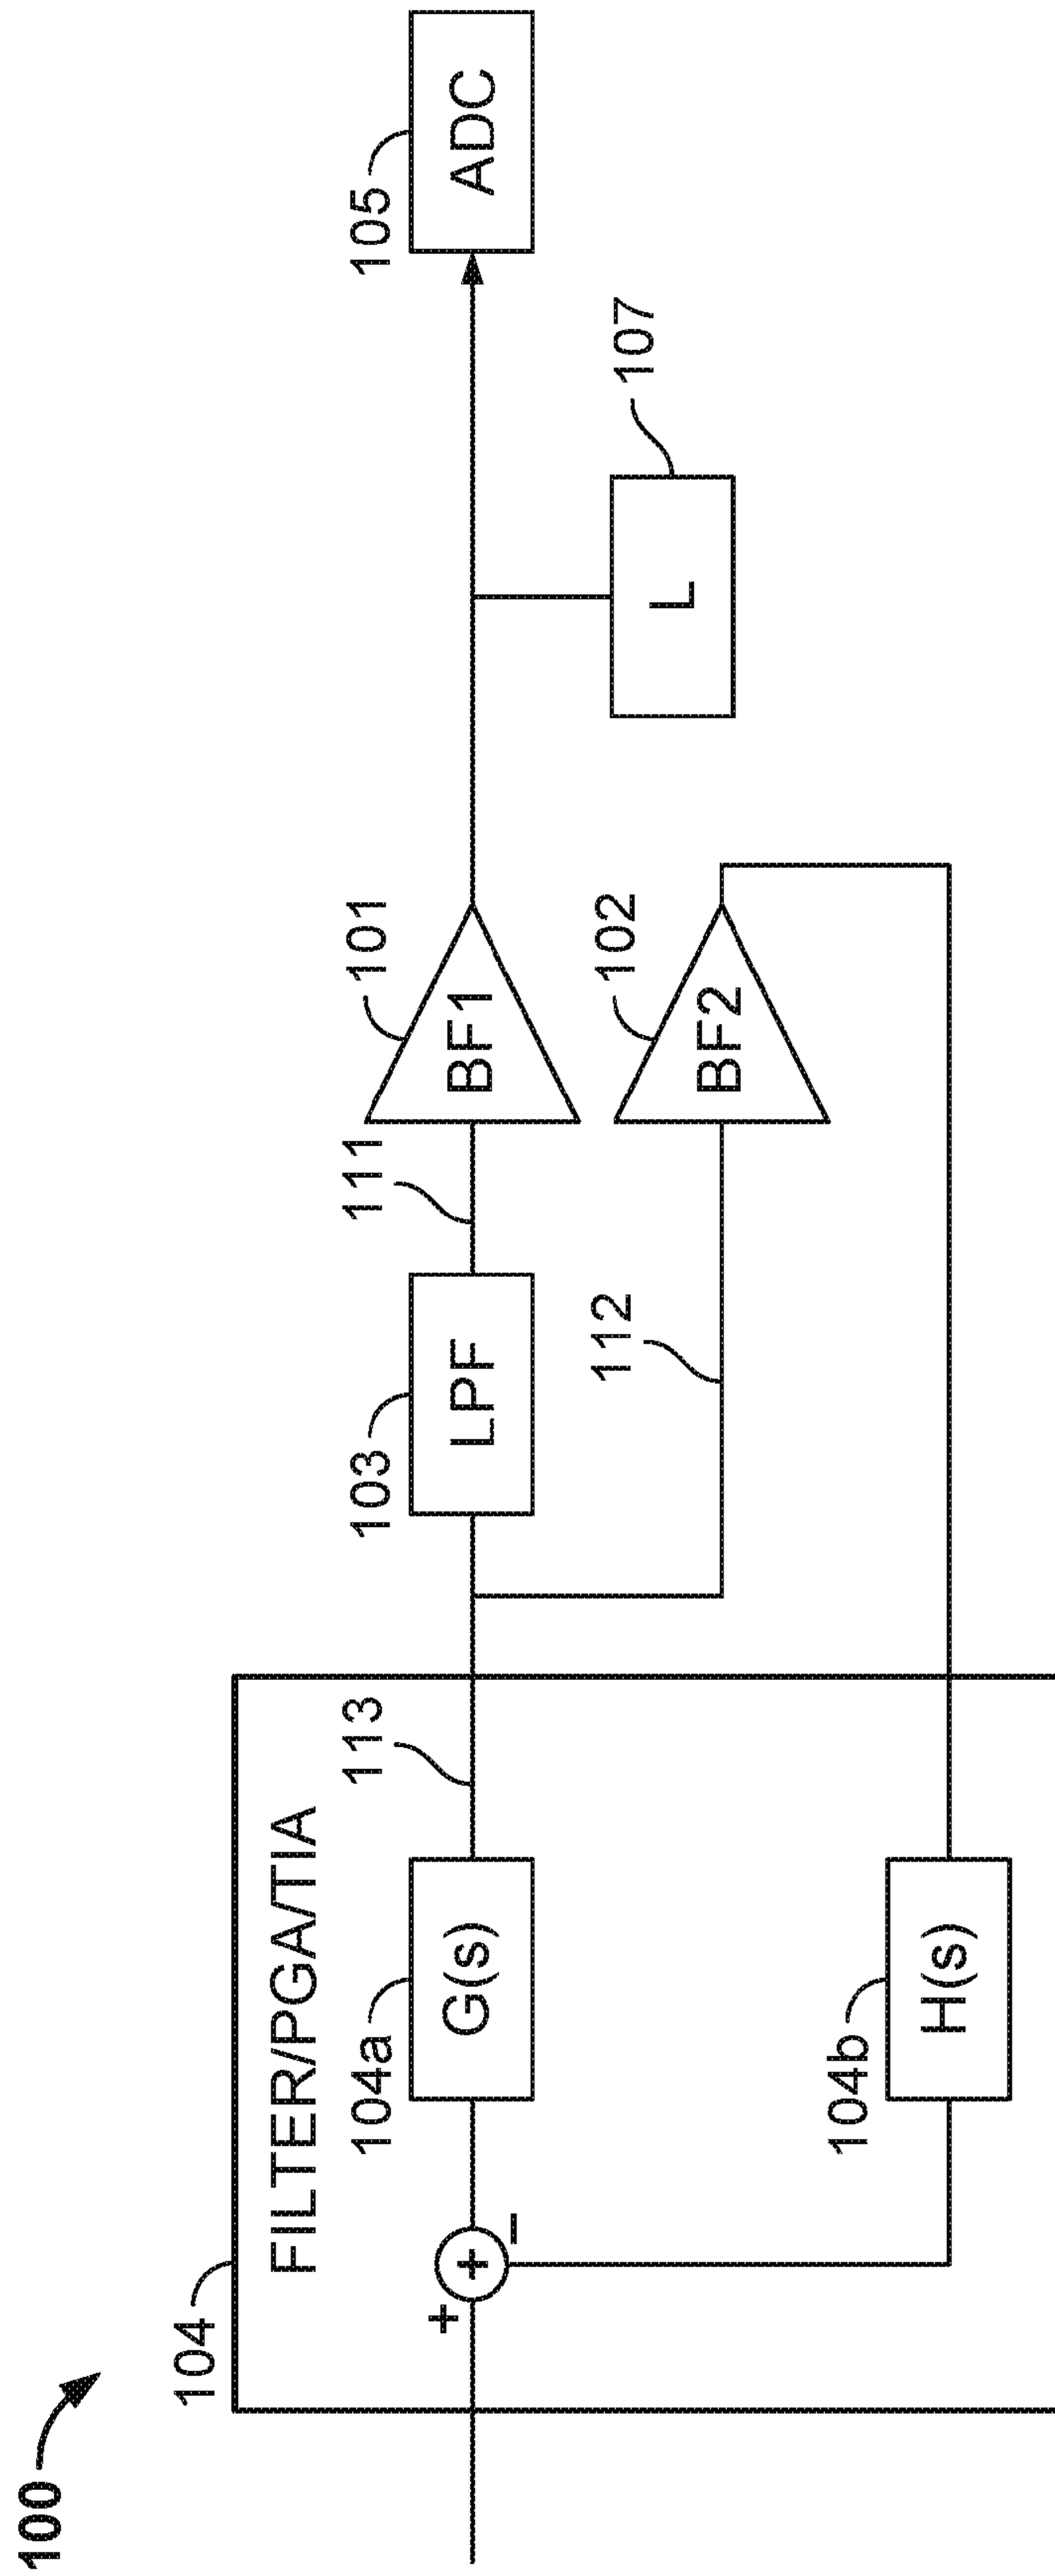 100
104
FILTER/PGA/TIA
+
+
−
104a
G(s)
113
104b
H(s)
103
LPF
111
112
101
BF1
102
BF2
107
L
105
ADC